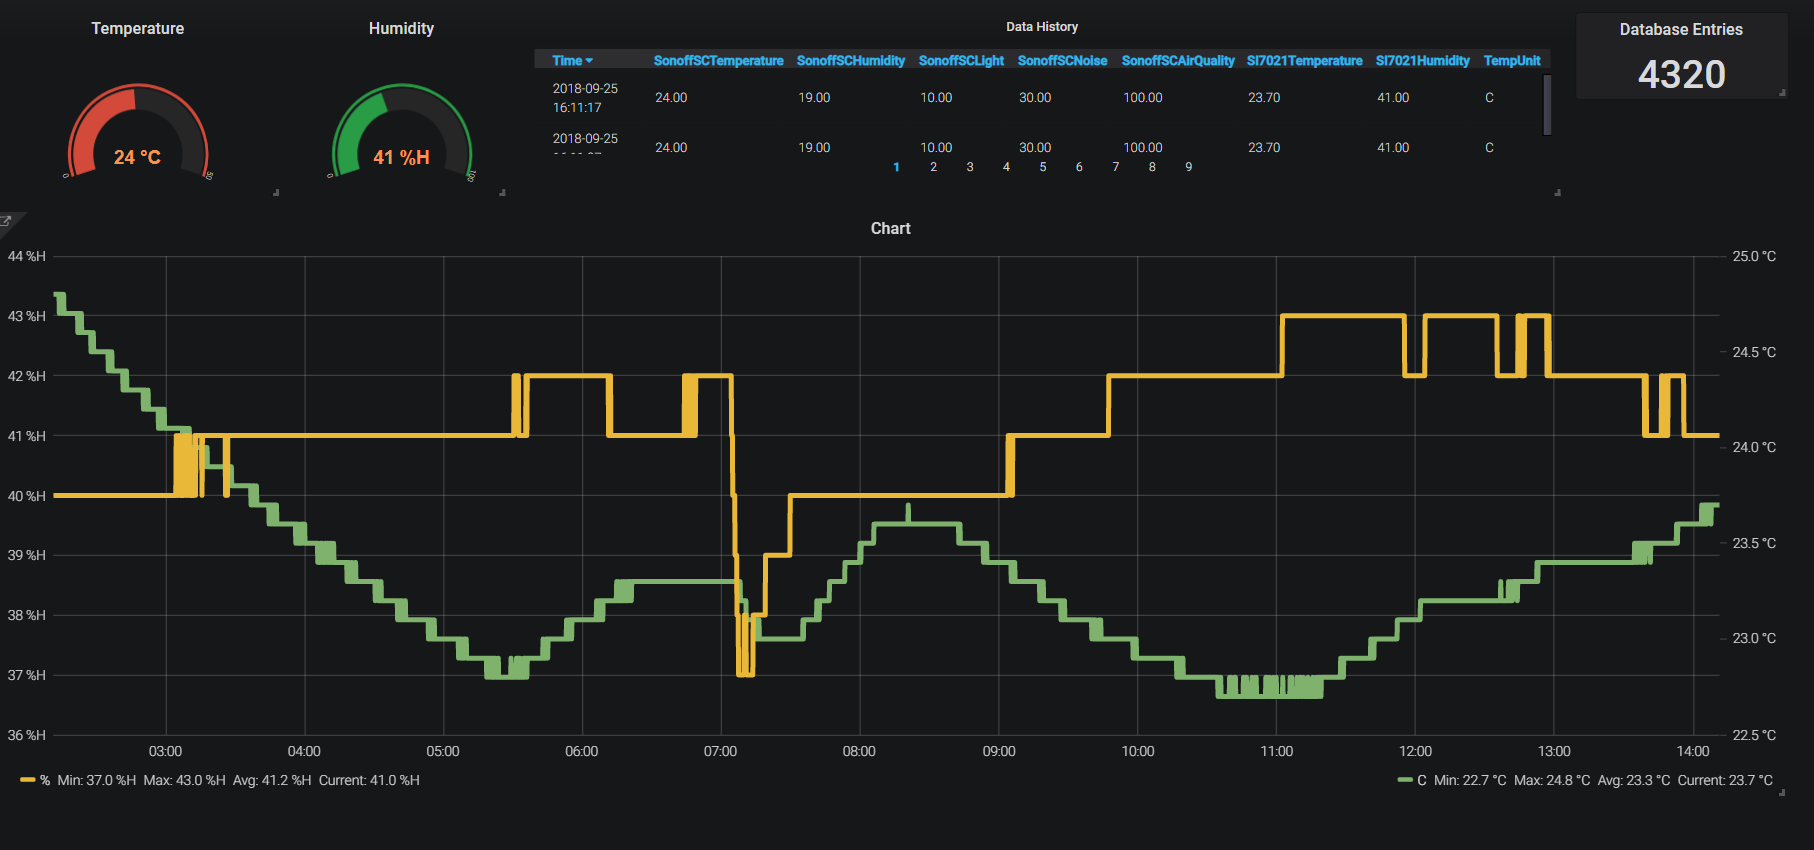 Temperature
24 °C
0
50
Humidity
41 %H
0
100
Data History
Time SonoffSCTemperature SonoffSCHumidity SonoffSCLight SonoffSCNoise SonoffSCAirQuality SI7021Temperature SI7021Humidity TempUnit
2018-09-25
16:11:17 24.00 19.00 10.00 30.00 100.00 23.70 41.00 C
2018-09-25
24.00 19.00 10.00 30.00 100.00 23.70 41.00 C
1 2 3 4 5 6 7 8 9
Database Entries
4320
Chart
44 %H
43 %H
42 %H
41 %H
40 %H
39 %H
38 %H
37 %H
36 %H
25.0 °C
24.5 °C
24.0 °C
23.5 °C
23.0 °C
22.5 °C
03:00 04:00 05:00 06:00 07:00 08:00 09:00 10:00 11:00 12:00 13:00 14:00
% Min: 37.0 %H Max: 43.0 %H Avg: 41.2 %H Current: 41.0 %H
C Min: 22.7 °C Max: 24.8 °C Avg: 23.3 °C Current: 23.7 °C